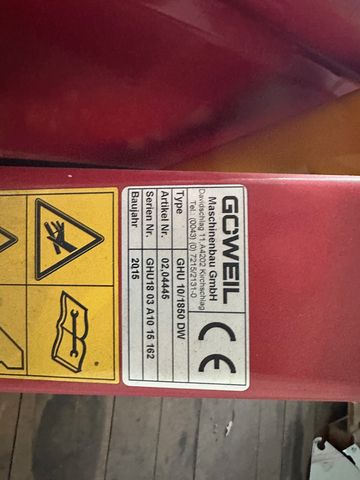 GÖWEIL
Maschinenbau GmbH
Davidschlag 11, A4202 Kirchschlag
Tel.: (0043) (0) 7215/2131-0
CE
Type GHU 10/1850 DW
Artikel Nr. 02.04445
Serien Nr. GHU18 03 A10 15 162
Baujahr 2015